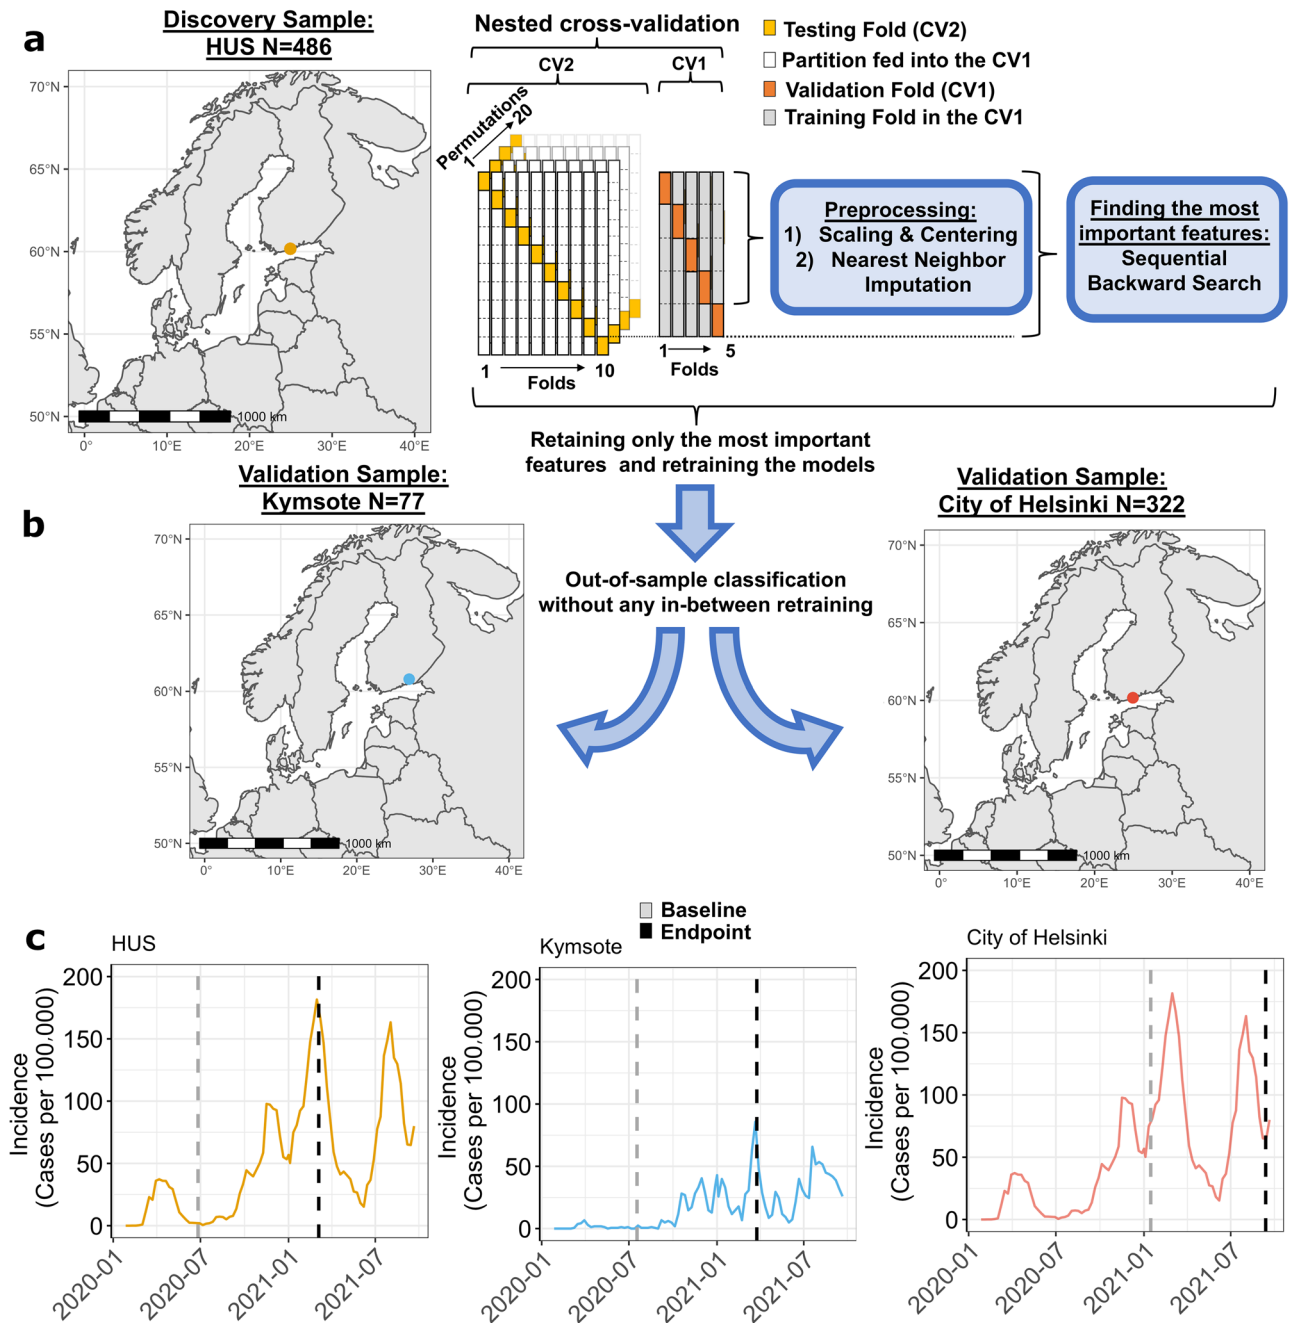 a
Discovery Sample:
HUS N=486
70°N
65°N
60°N
55°N
50°N
1000 km
0°
10°E
20°E
30°E
40°E
Nested cross-validation
CV2
CV1
Permutations
1
20
1
Folds
10
1
5
Folds
Testing Fold (CV2)
Partition fed into the CV1
Validation Fold (CV1)
Training Fold in the CV1
Preprocessing:
1) Scaling & Centering
2) Nearest Neighbor
Imputation
Finding the most
important features:
Sequential
Backward Search
Retaining only the most important
features and retraining the models
Out-of-sample classification
without any in-between retraining
b
Validation Sample:
Kymsote N=77
70°N
65°N
60°N
55°N
50°N
1000 km
0°
10°E
20°E
30°E
40°E
Validation Sample:
City of Helsinki N=322
70°N
65°N
60°N
55°N
50°N
1000 km
0°
10°E
20°E
30°E
40°E
c
Baseline
Endpoint
HUS
Incidence
(Cases per 100.000)
200
150
100
50
0
2020-01
2020-07
2021-01
2021-07
Kymsote
Incidence
(Cases per 100.000)
200
150
100
50
0
2020-01
2020-07
2021-01
2021-07
City of Helsinki
Incidence
(Cases per 100.000)
200
150
100
50
0
2020-01
2020-07
2021-01
2021-07